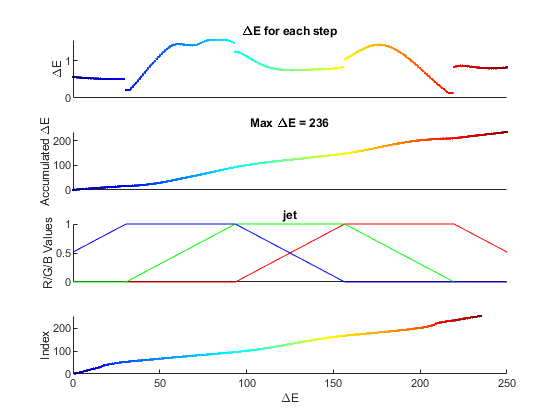 ΔE for each step
ΔE
1
0
Max ΔE = 236
Accumulated ΔE
200
100
0
jet
R/G/B Values
1
0.5
0
Index
200
100
0
0 50 100 150 200 250
ΔE